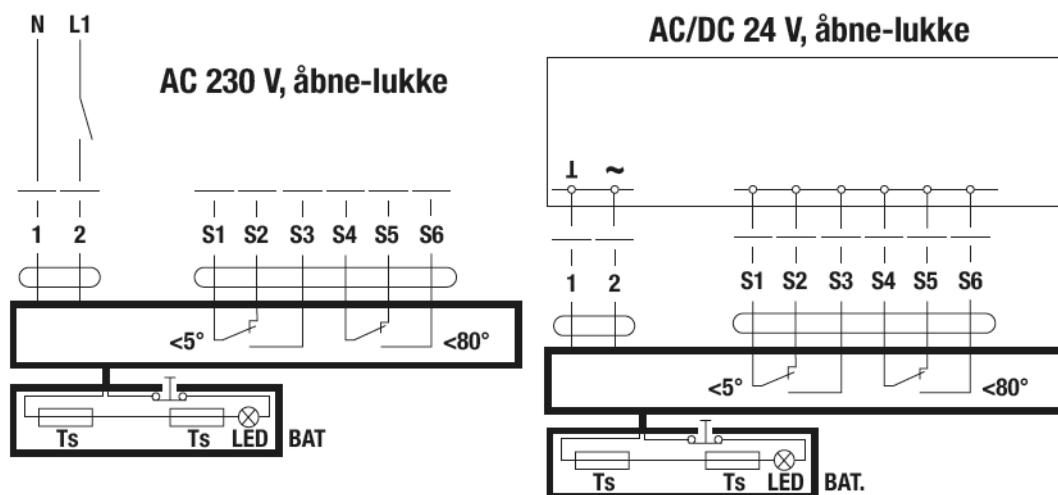 N L1
AC 230 V, åbne-lukke
1 2 S1 S2 S3 S4 S5 S6
<5° <80°
Ts Ts LED BAT
AC/DC 24 V, åbne-lukke
⊥ ~
1 2 S1 S2 S3 S4 S5 S6
<5° <80°
Ts Ts LED BAT.